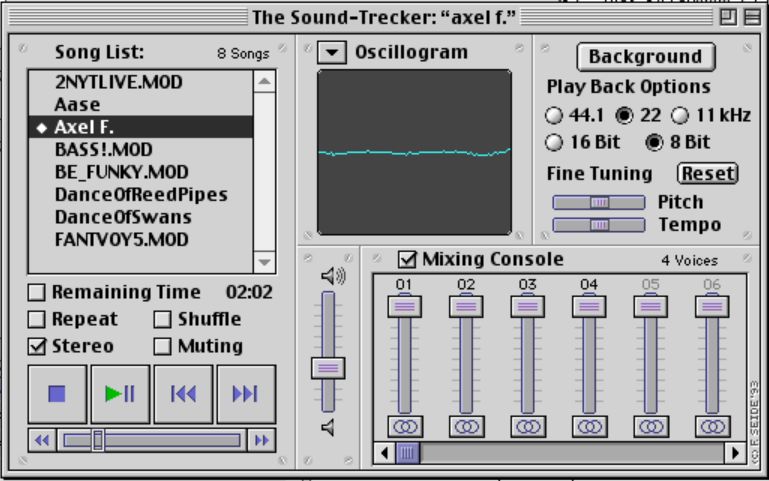 The Sound-Trecker: “axel f.”
Song List: 8 Songs
2NYTLIVE.MOD
Aase
Axel F.
BASS!.MOD
BE_FUNKY.MOD
DanceOfReedPipes
DanceOfSwans
FANTVOY5.MOD
Remaining Time 02:02
Repeat Shuffle
Stereo Muting
Oscillogram
Background
Play Back Options
44.1 22 11 kHz
16 Bit 8 Bit
Fine Tuning Reset
Pitch
Tempo
Mixing Console 4 Voices
01 02 03 04 05 06
(c) F.SEIDE'93